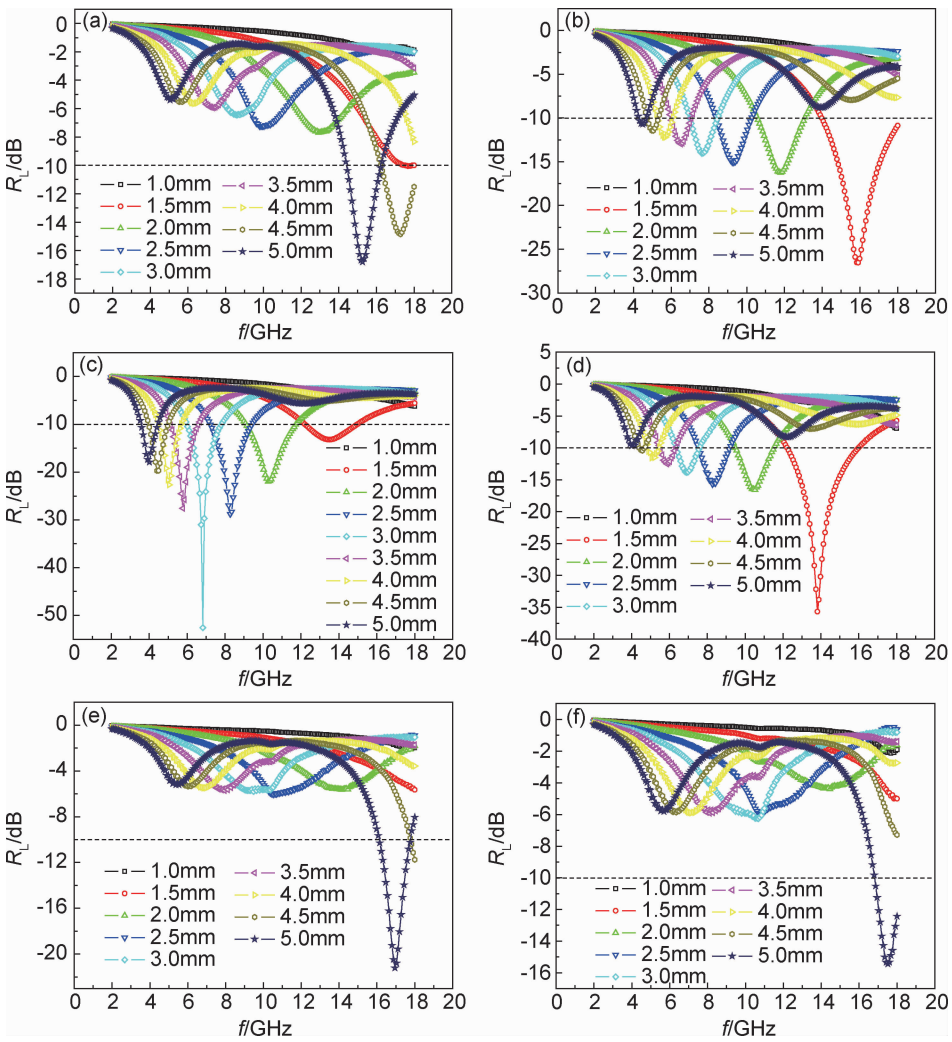 (a)
R_L/dB
0
-2
-4
-6
-8
-10
-12
-14
-16
-18
1.0mm 3.5mm
1.5mm 4.0mm
2.0mm 4.5mm
2.5mm 5.0mm
3.0mm
0 2 4 6 8 10 12 14 16 18 20
f/GHz
(b)
R_L/dB
0
-5
-10
-15
-20
-25
-30
1.0mm 3.5mm
1.5mm 4.0mm
2.0mm 4.5mm
2.5mm 5.0mm
3.0mm
0 2 4 6 8 10 12 14 16 18 20
f/GHz
(c)
R_L/dB
0
-10
-20
-30
-40
-50
1.0mm
1.5mm
2.0mm
2.5mm
3.0mm
3.5mm
4.0mm
4.5mm
5.0mm
0 2 4 6 8 10 12 14 16 18 20
f/GHz
(d)
R_L/dB
5
0
-5
-10
-15
-20
-25
-30
-35
-40
1.0mm 3.5mm
1.5mm 4.0mm
2.0mm 4.5mm
2.5mm 5.0mm
3.0mm
0 2 4 6 8 10 12 14 16 18 20
f/GHz
(e)
R_L/dB
0
-4
-8
-12
-16
-20
1.0mm 3.5mm
1.5mm 4.0mm
2.0mm 4.5mm
2.5mm 5.0mm
3.0mm
0 2 4 6 8 10 12 14 16 18 20
f/GHz
(f)
R_L/dB
0
-2
-4
-6
-8
-10
-12
-14
-16
1.0mm 3.5mm
1.5mm 4.0mm
2.0mm 4.5mm
2.5mm 5.0mm
3.0mm
0 2 4 6 8 10 12 14 16 18 20
f/GHz